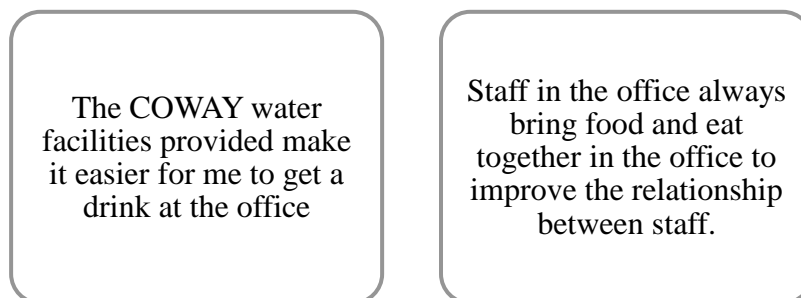 The COWAY water
facilities provided make
it easier for me to get a
drink at the office
Staff in the office always
bring food and eat
together in the office to
improve the relationship
between staff.